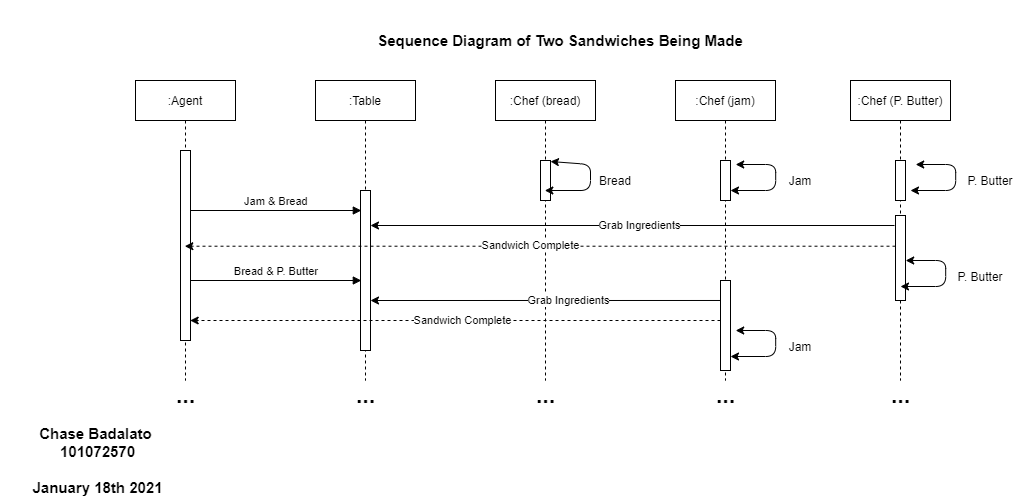 Sequence Diagram of Two Sandwiches Being Made
:Agent
:Table
:Chef (bread)
:Chef (jam)
:Chef (P. Butter)
Bread
Jam
P. Butter
Jam & Bread
Grab Ingredients
Sandwich Complete
Bread & P. Butter
P. Butter
Grab Ingredients
Sandwich Complete
Jam
... ... ... ... ...
Chase Badalato
101072570
January 18th 2021